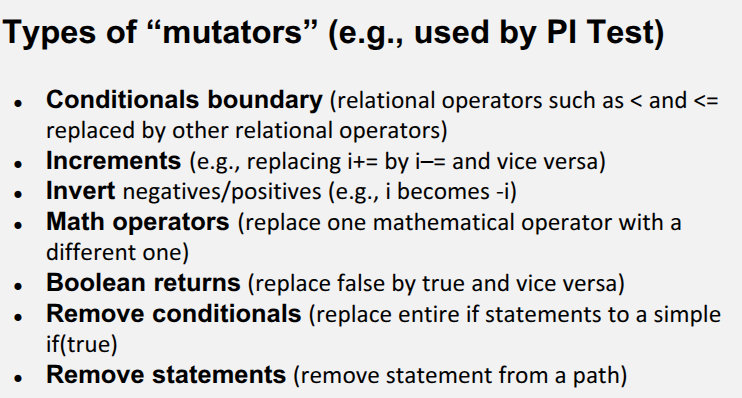 Types of “mutators” (e.g., used by PI Test)
• Conditionals boundary (relational operators such as < and <=
replaced by other relational operators)
• Increments (e.g., replacing i+= by i–= and vice versa)
• Invert negatives/positives (e.g., i becomes -i)
• Math operators (replace one mathematical operator with a
different one)
• Boolean returns (replace false by true and vice versa)
• Remove conditionals (replace entire if statements to a simple
if(true)
• Remove statements (remove statement from a path)